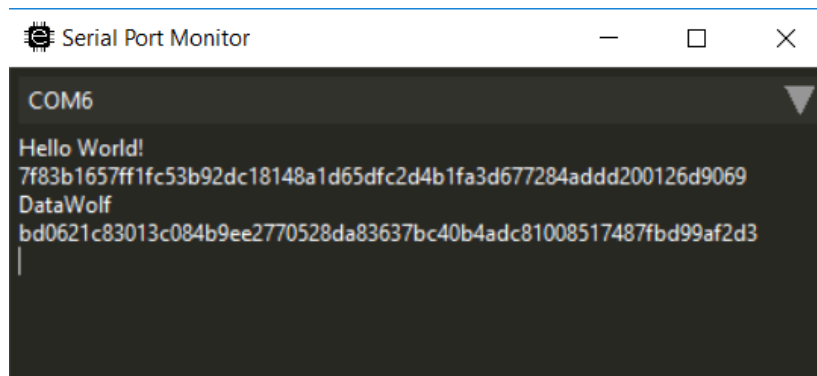 Serial Port Monitor
COM6
Hello World!
7f83b1657ff1fc53b92dc18148a1d65dfc2d4b1fa3d677284addd200126d9069
DataWolf
bd0621c83013c084b9ee2770528da83637bc40b4adc81008517487fbd99af2d3